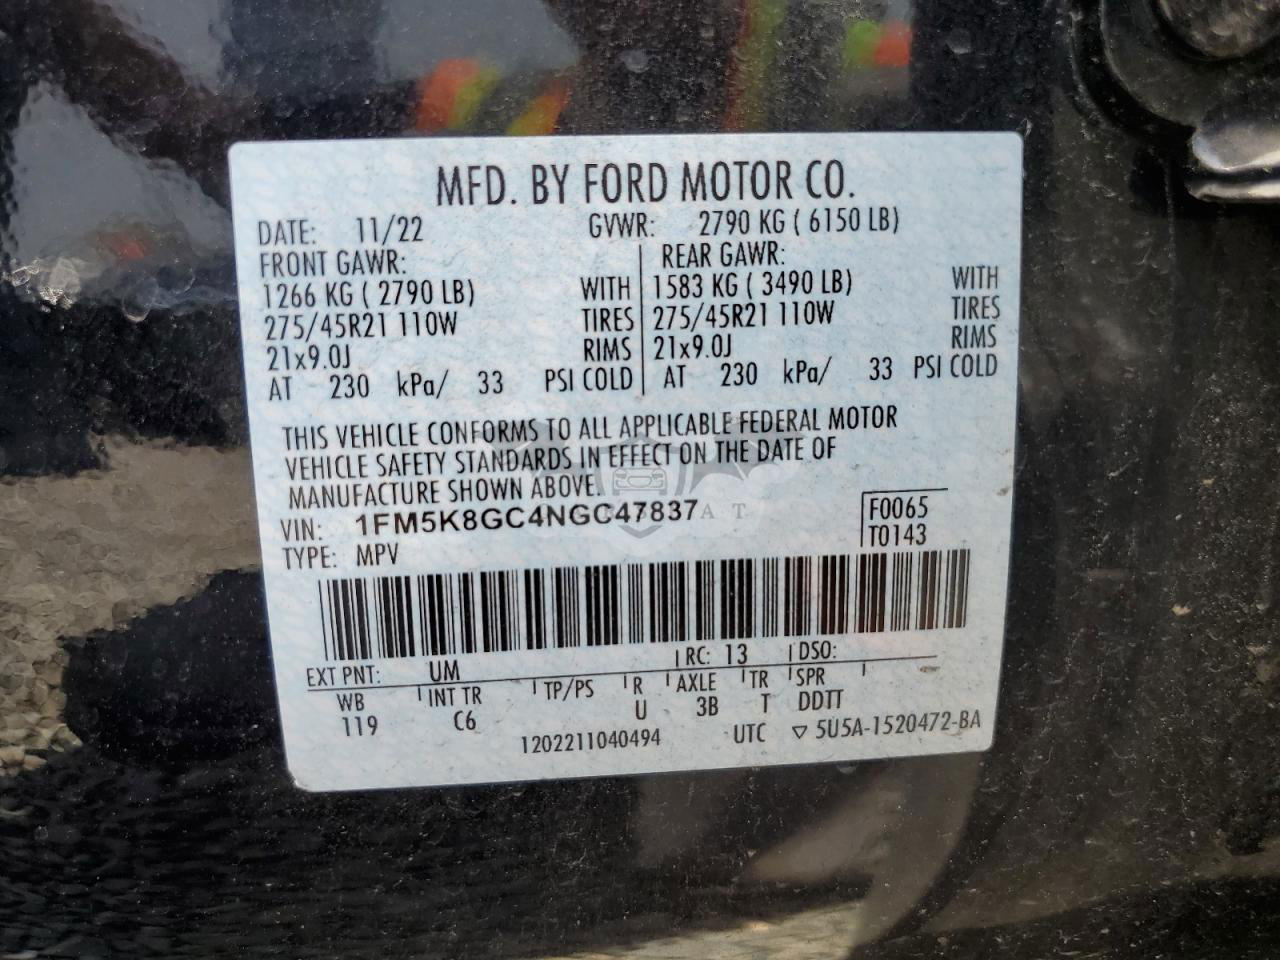 MFD. BY FORD MOTOR CO.
DATE: 11/22 GVWR: 2790 KG ( 6150 LB)
FRONT GAWR: REAR GAWR:
1266 KG ( 2790 LB) WITH 1583 KG ( 3490 LB) WITH
275/45R21 110W TIRES 275/45R21 110W TIRES
21x9.0J RIMS 21x9.0J RIMS
AT 230 kPa/ 33 PSI COLD AT 230 kPa/ 33 PSI COLD
THIS VEHICLE CONFORMS TO ALL APPLICABLE FEDERAL MOTOR
VEHICLE SAFETY STANDARDS IN EFFECT ON THE DATE OF
MANUFACTURE SHOWN ABOVE.
VIN: 1FM5K8GC4NGC47837 F0065
TYPE: MPV T0143
EXT PNT: UM RC: 13 DSO:
WB INT TR TP/PS R AXLE TR SPR
119 C6 U 3B T DDTT
1202211040494 UTC ▽ 5U5A-1520472-BA